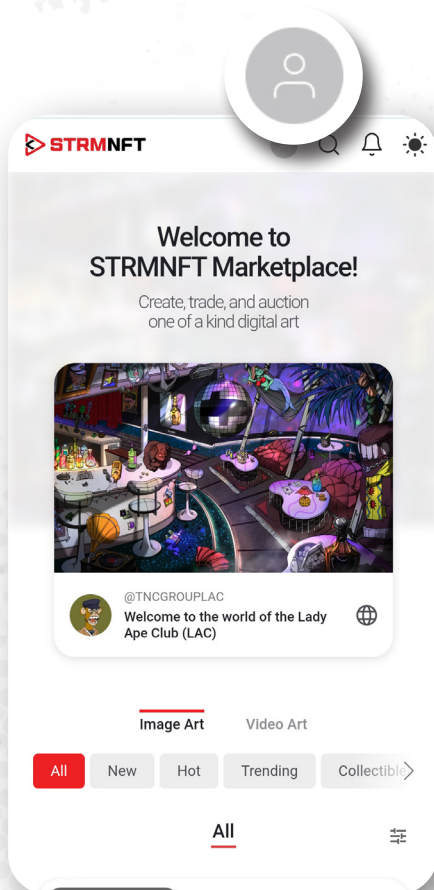 STRMNFT
Welcome to
STRMNFT Marketplace!
Create, trade, and auction
one of a kind digital art
@TNCGROUPLAC
Welcome to the world of the Lady
Ape Club (LAC)
Image Art Video Art
All New Hot Trending Collectible
All